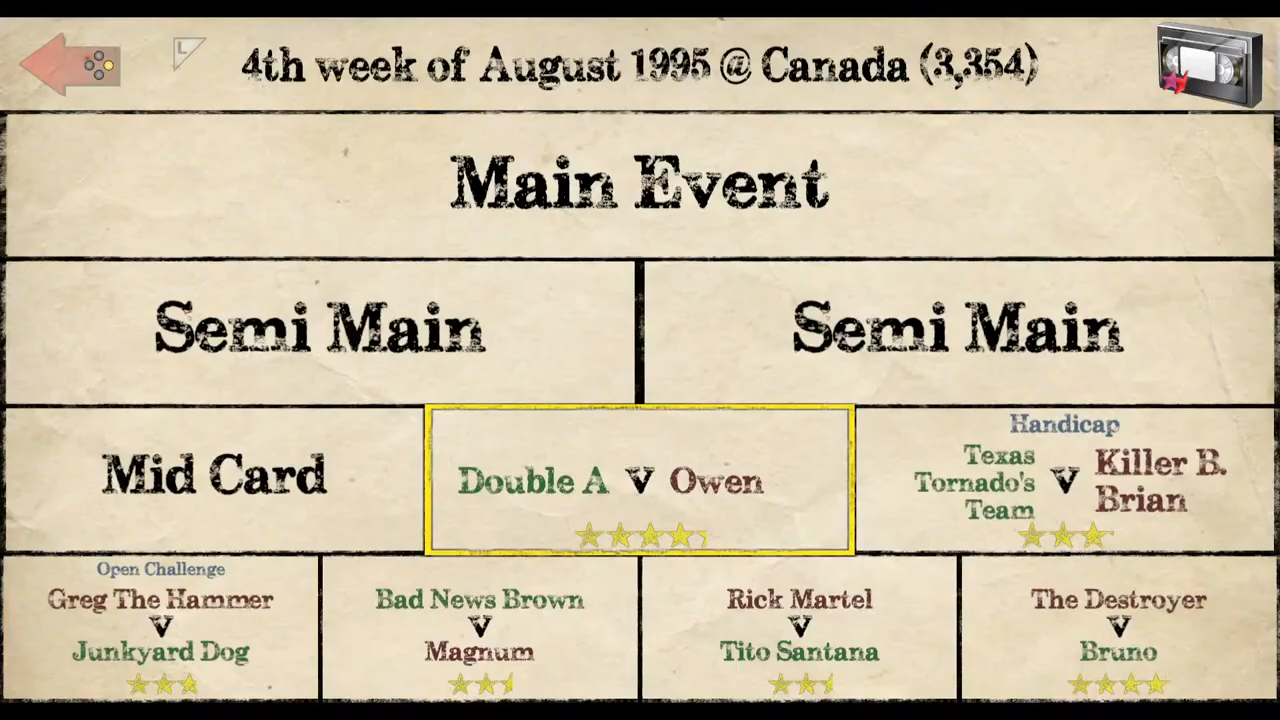 L
4th week of August 1995 @ Canada (3,354)
Main Event
Semi Main
Semi Main
Mid Card
Double A V Owen
Handicap
Texas
Tornado's
Team
V
Killer B.
Brian
Open Challenge
Greg The Hammer
V
Junkyard Dog
Bad News Brown
V
Magnum
Rick Martel
V
Tito Santana
The Destroyer
V
Bruno